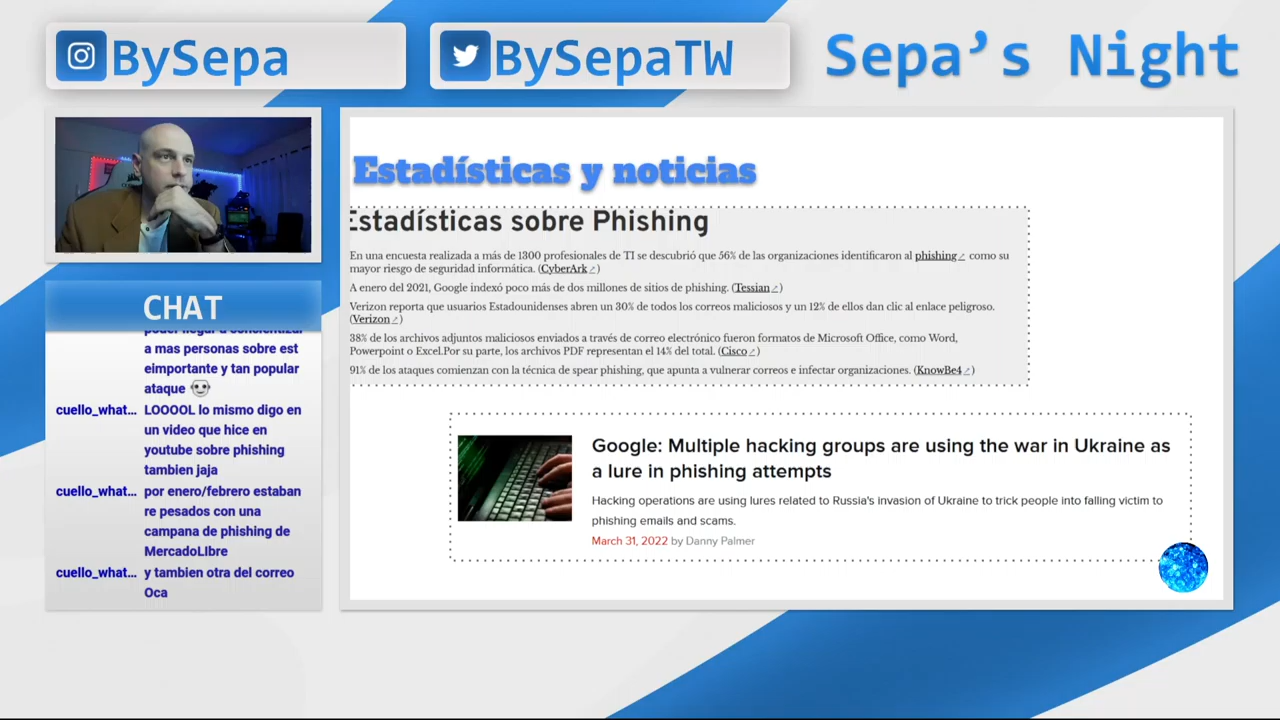 BySepa
BySepaTW
Sepa’s Night
CHAT
a mas personas sobre est
eimportante y tan popular
ataque
cuello_what... LOOOOL lo mismo digo en
un video que hice en
youtube sobre phishing
tambien jaja
cuello_what... por enero/febrero estaban
re pesados con una
campana de phishing de
MercadoLIbre
cuello_what... y tambien otra del correo
Oca
Estadísticas y noticias
Estadísticas sobre Phishing
En una encuesta realizada a más de 1300 profesionales de TI se descubrió que 56% de las organizaciones identificaron al phishing como su
mayor riesgo de seguridad informática. (CyberArk)
A enero del 2021, Google indexó poco más de dos millones de sitios de phishing. (Tessian)
Verizon reporta que usuarios Estadounidenses abren un 30% de todos los correos maliciosos y un 12% de ellos dan clic al enlace peligroso.
(Verizon)
38% de los archivos adjuntos maliciosos enviados a través de correo electrónico fueron formatos de Microsoft Office, como Word,
Powerpoint o Excel.Por su parte, los archivos PDF representan el 14% del total. (Cisco)
91% de los ataques comienzan con la técnica de spear phishing, que apunta a vulnerar correos e infectar organizaciones. (KnowBe4)
Google: Multiple hacking groups are using the war in Ukraine as
a lure in phishing attempts
Hacking operations are using lures related to Russia's invasion of Ukraine to trick people into falling victim to
phishing emails and scams.
March 31, 2022 by Danny Palmer